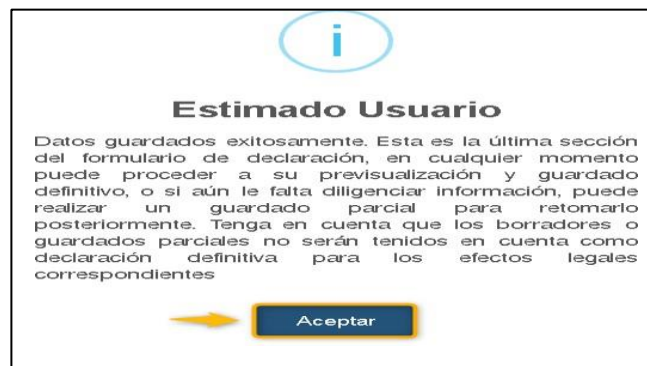 i
Estimado Usuario
Datos guardados exitosamente. Esta es la última sección
del formulario de declaración, en cualquier momento
puede proceder a su previsualización y guardado
definitivo, o si aún le falta diligenciar información, puede
realizar un guardado parcial para retomarlo
posteriormente. Tenga en cuenta que los borradores o
guardados parciales no serán tenidos en cuenta como
declaración definitiva para los efectos legales
correspondientes
Aceptar